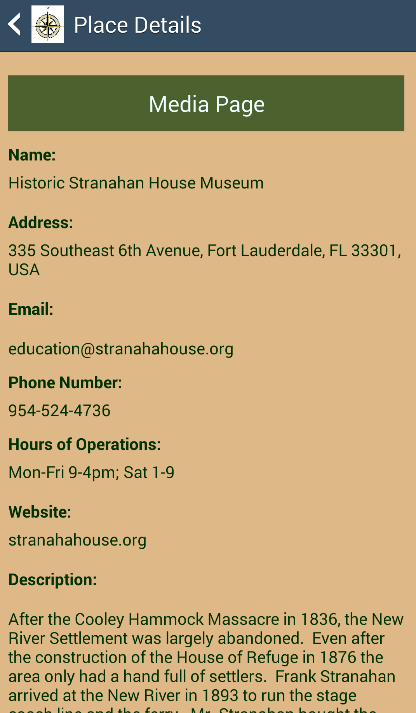 Place Details
Media Page
Name:
Historic Stranahan House Museum
Address:
335 Southeast 6th Avenue, Fort Lauderdale, FL 33301,
USA
Email:
education@stranahahouse.org
Phone Number:
954-524-4736
Hours of Operations:
Mon-Fri 9-4pm; Sat 1-9
Website:
stranahahouse.org
Description:
After the Cooley Hammock Massacre in 1836, the New
River Settlement was largely abandoned.  Even after
the construction of the House of Refuge in 1876 the
area only had a hand full of settlers.  Frank Stranahan
arrived at the New River in 1893 to run the stage
coach line and the ferry.  Mr. Stranahan bought the